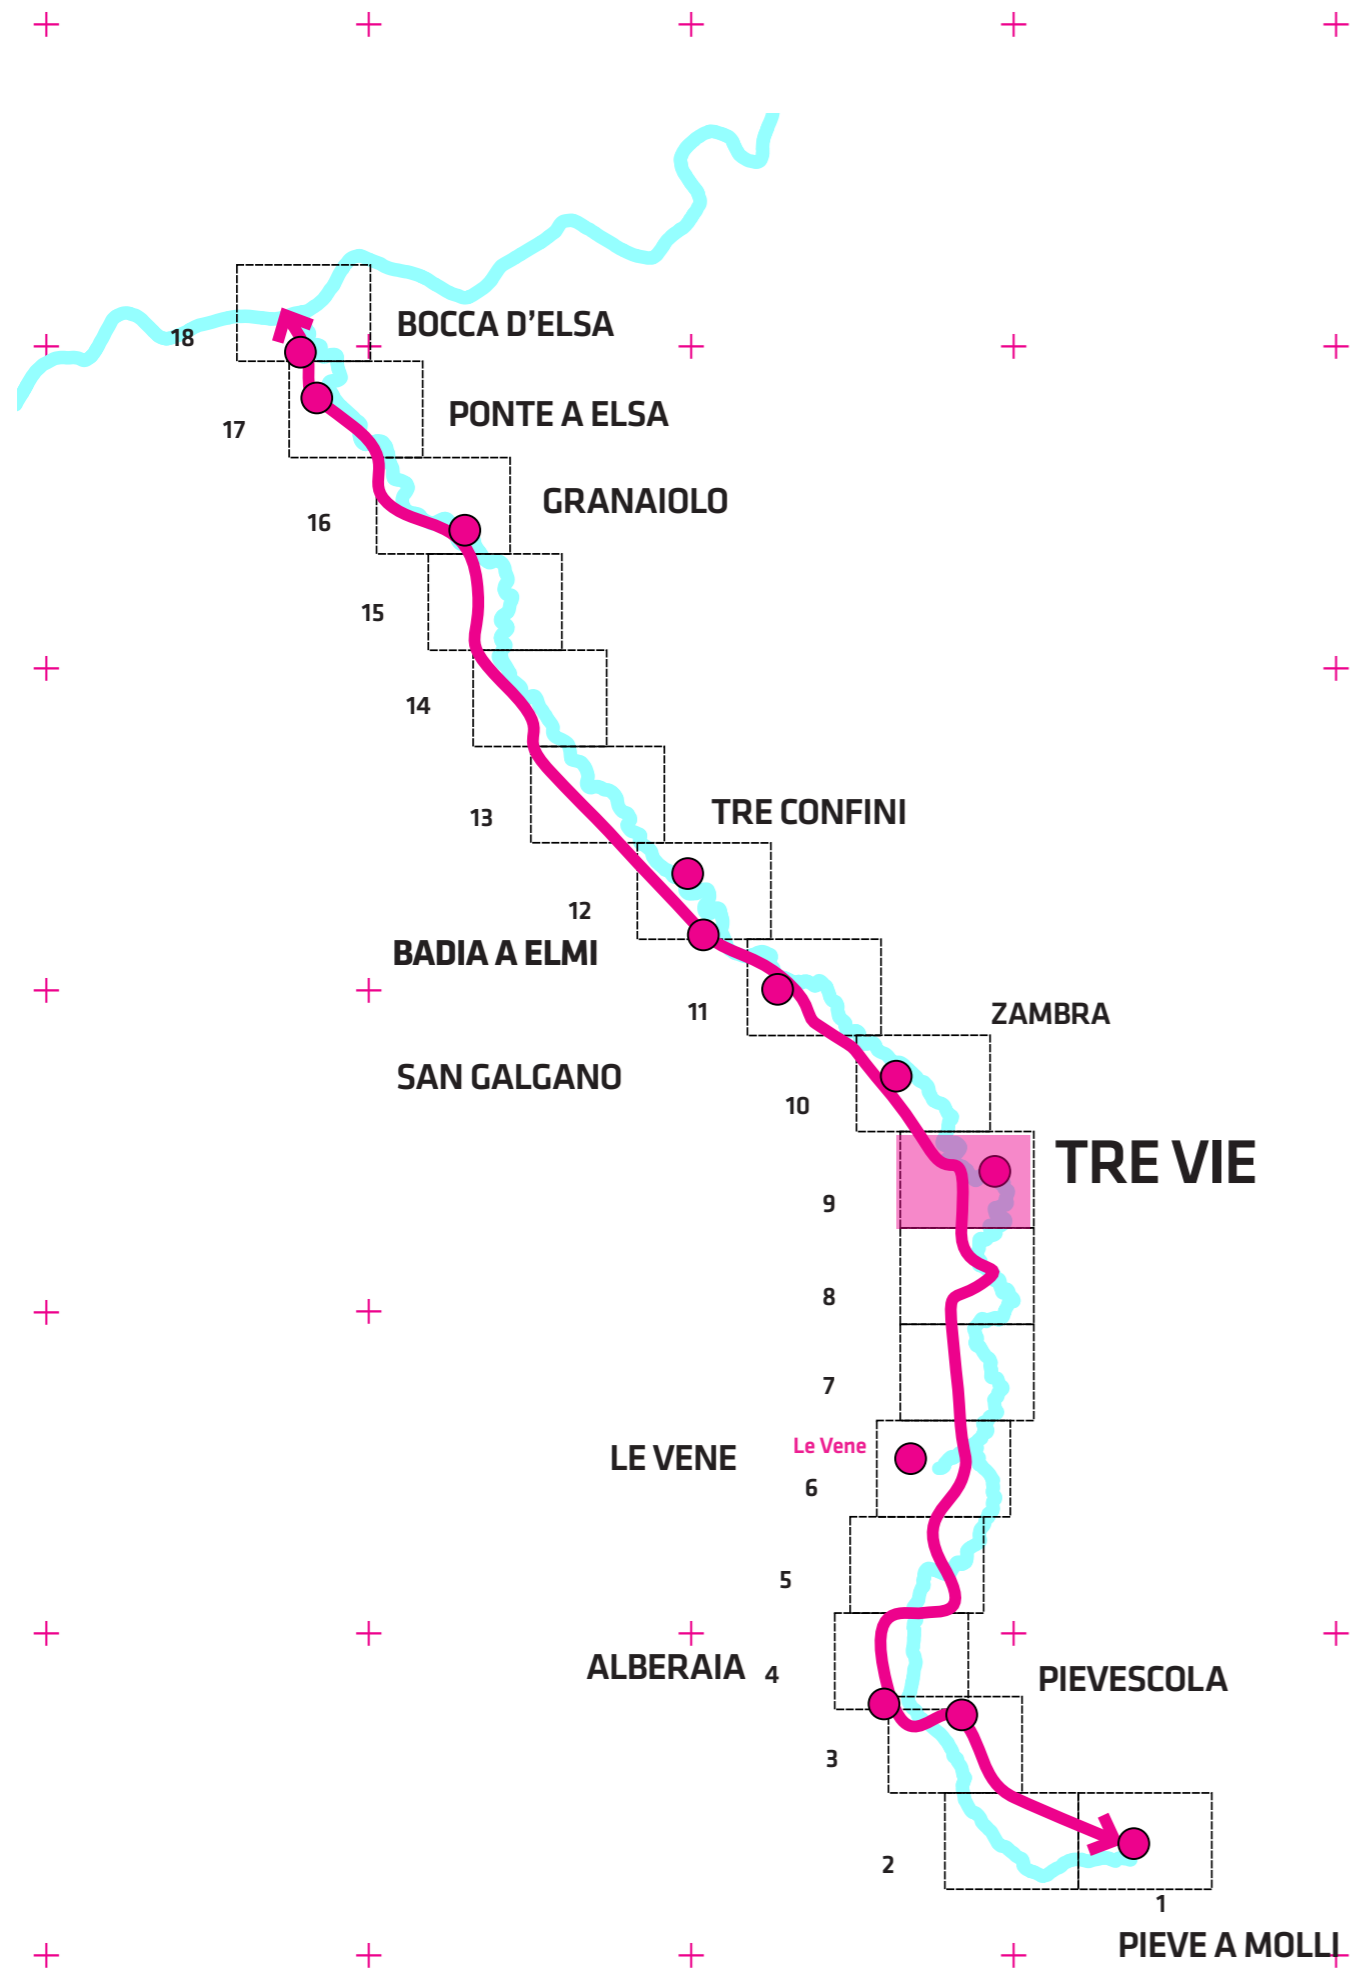 BOCCA D’ELSA
18
PONTE A ELSA
17
GRANAIOLO
16
15
14
TRE CONFINI
13
12
BADIA A ELMI
11
ZAMBRA
SAN GALGANO
10
TRE VIE
9
8
7
Le Vene
LE VENE
6
5
ALBERAIA
4
PIEVESCOLA
3
2
1
PIEVE A MOLLI